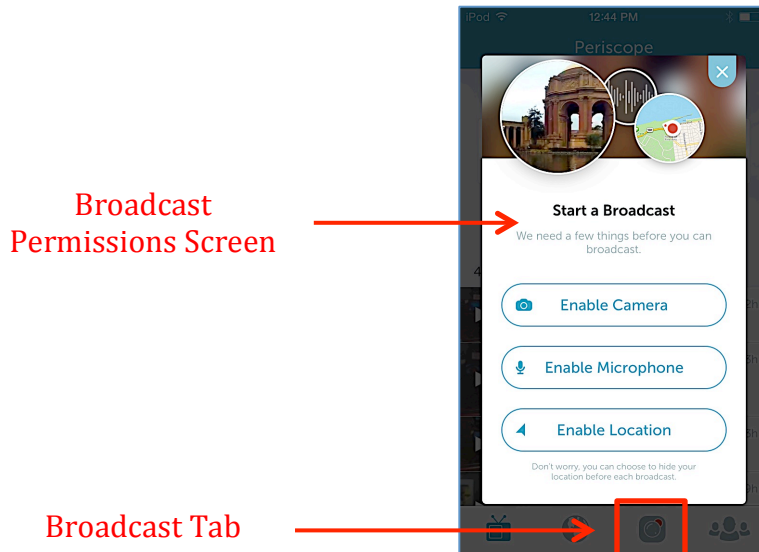 iPod 12:44 PM
Periscope
Start a Broadcast
We need a few things before you can
broadcast.
Enable Camera
Enable Microphone
Enable Location
Don't worry, you can choose to hide your
location before each broadcast.
Broadcast
Permissions Screen
Broadcast Tab